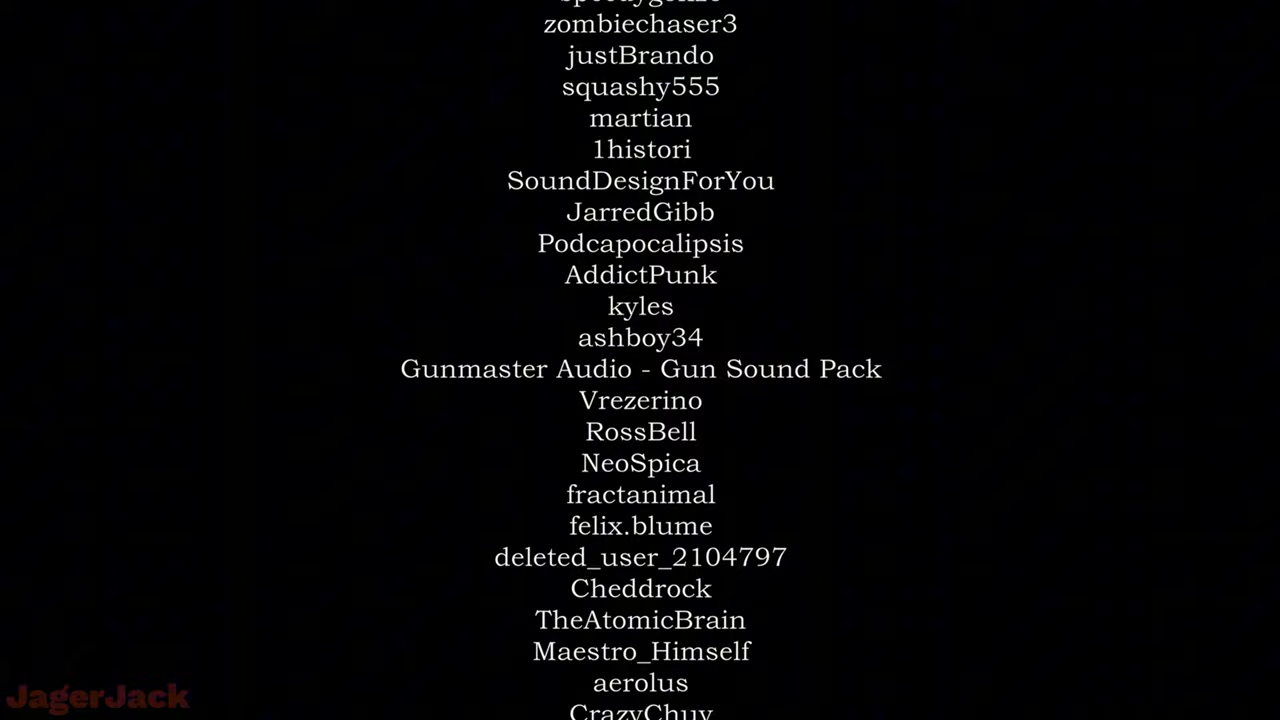 zombiechaser3
justBrando
squashy555
martian
1histori
SoundDesignForYou
JarredGibb
Podcapocalipsis
AddictPunk
kyles
ashboy34
Gunmaster Audio - Gun Sound Pack
Vrezerino
RossBell
NeoSpica
fractanimal
felix.blume
deleted_user_2104797
Cheddrock
TheAtomicBrain
Maestro_Himself
aerolus
CrazyChuy
JagerJack